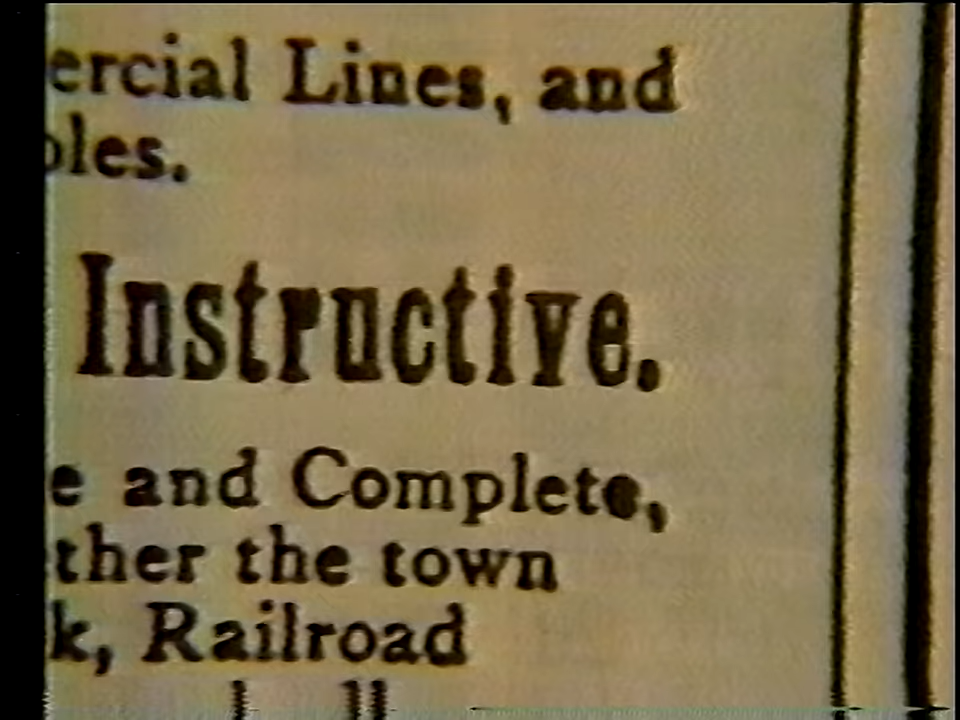 ercial Lines, and
oles.
Instructive.
e and Complete,
ther the town
k, Railroad